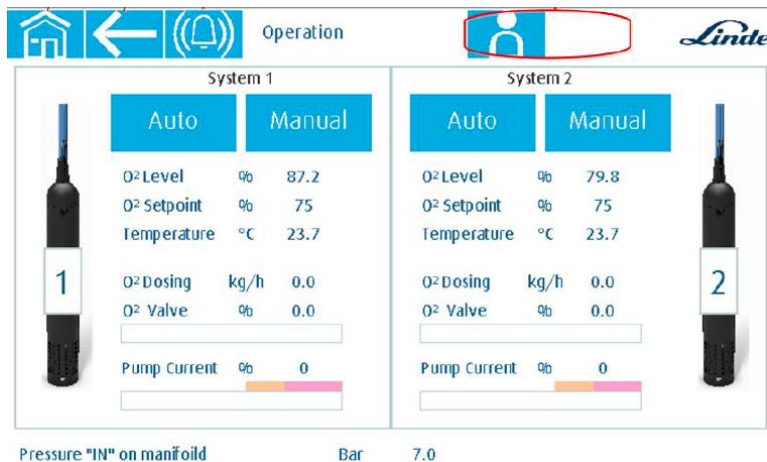 Operation
Linde
System 1
Auto Manual
O² Level % 87.2
O² Setpoint % 75
Temperature °C 23.7
1
O² Dosing kg/h 0.0
O² Valve % 0.0
Pump Current % 0
System 2
Auto Manual
O² Level % 79.8
O² Setpoint % 75
Temperature °C 23.7
2
O² Dosing kg/h 0.0
O² Valve % 0.0
Pump Current % 0
Pressure "IN" on manifoild Bar 7.0